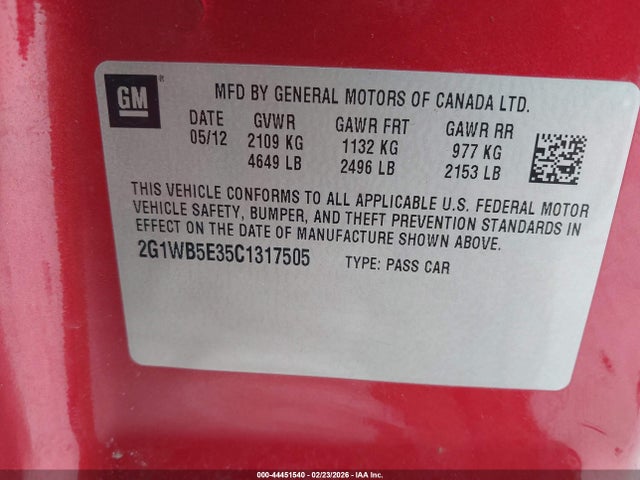 GM ®
MFD BY GENERAL MOTORS OF CANADA LTD.
DATE GVWR GAWR FRT GAWR RR
05/12 2109 KG 1132 KG 977 KG
4649 LB 2496 LB 2153 LB
THIS VEHICLE CONFORMS TO ALL APPLICABLE U.S. FEDERAL MOTOR
VEHICLE SAFETY, BUMPER, AND THEFT PREVENTION STANDARDS IN
EFFECT ON THE DATE OF MANUFACTURE SHOWN ABOVE.
2G1WB5E35C1317505 TYPE: PASS CAR
000-44451540 - 02/23/2026 - IAA Inc.